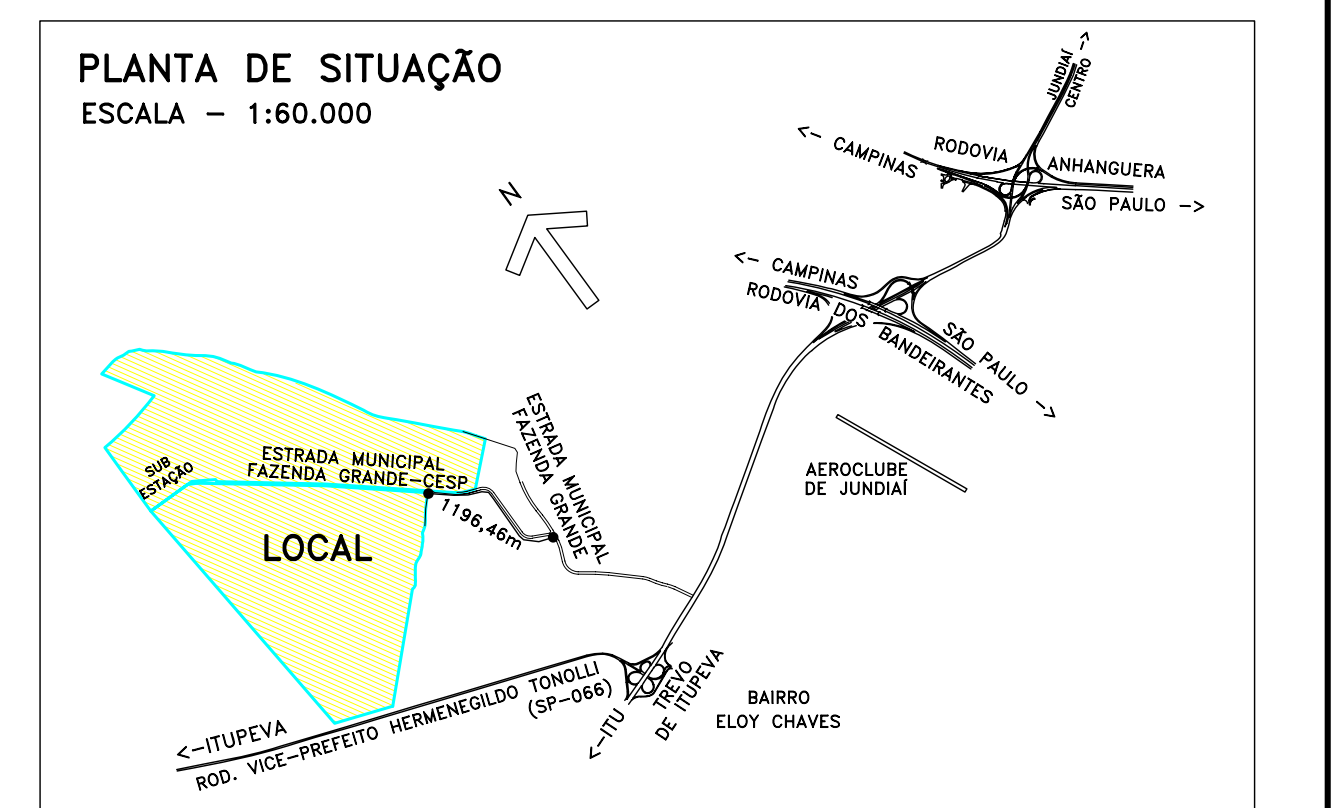 PLANTA DE SITUAÇÃO
ESCALA - 1:60.000
JUNDIAÍ ->
CENTRO
<- CAMPINAS
RODOVIA
ANHANGUERA
SÃO PAULO ->
N
<- CAMPINAS
RODOVIA DOS BANDEIRANTES
SÃO PAULO ->
ESTRADA MUNICIPAL
FAZENDA GRANDE
AEROCLUBE
DE JUNDIAÍ
SUB
ESTAÇÃO
ESTRADA MUNICIPAL
FAZENDA GRANDE-CESP
1196,46m
LOCAL
TREVO
DE ITUPEVA
<-ITU
BAIRRO
ELOY CHAVES
<-ITUPEVA
ROD. VICE-PREFEITO HERMENEGILDO TONOLLI
(SP-066)